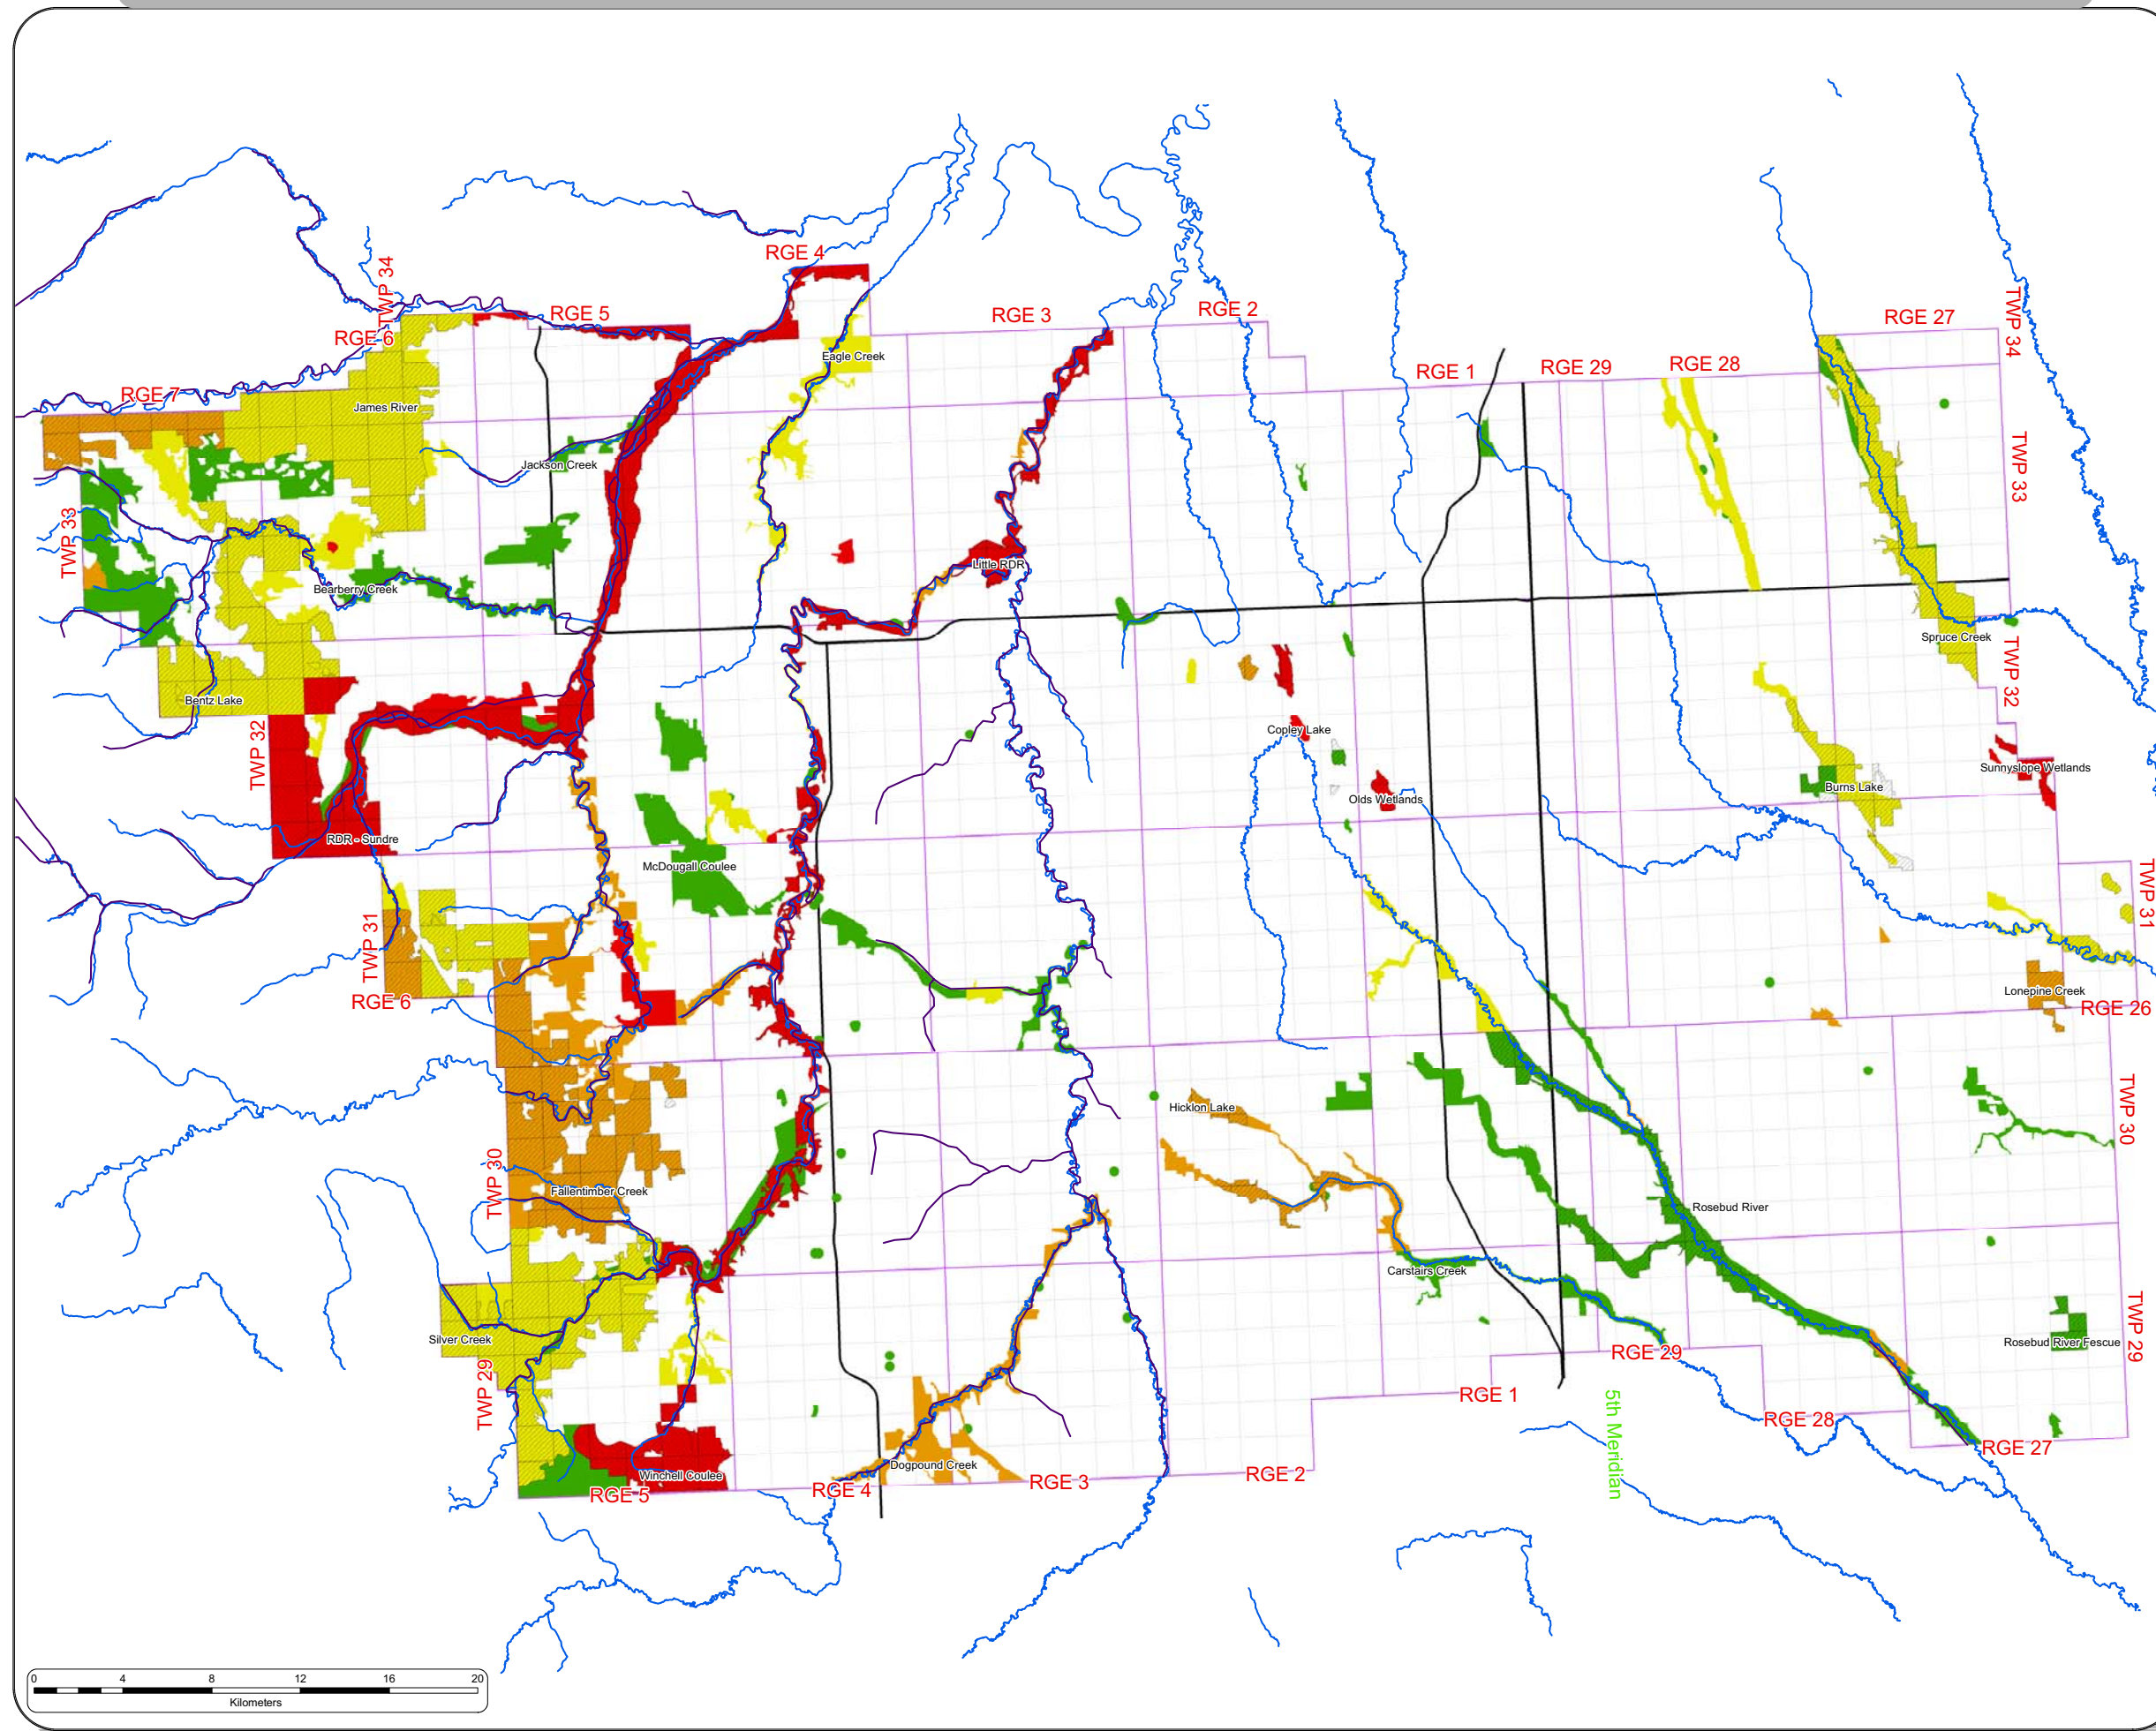 RGE 4
TWP 34
RGE 5
RGE 3
RGE 2
RGE 27
TWP 34
RGE 6
Eagle Creek
RGE 1
RGE 29
RGE 28
RGE 7
James River
Jackson Creek
TWP 33
TWP 33
Little RDR
Bearberry Creek
Spruce Creek
TWP 32
Bentz Lake
Copley Lake
TWP 32
Sunnyslope Wetlands
Burns Lake
Olds Wetlands
RDR - Sundre
McDougall Coulee
TWP 31
TWP 31
RGE 6
Lonepine Creek
RGE 26
Hicklon Lake
TWP 30
TWP 30
Fallentimber Creek
Rosebud River
Carstairs Creek
Silver Creek
Rosebud River Fescue
TWP 29
RGE 29
TWP 29
RGE 1
5th Meridian
RGE 28
RGE 27
Dogpound Creek
Winchell Coulee
RGE 2
RGE 3
RGE 4
RGE 5
0 4 8 12 16 20
Kilometers